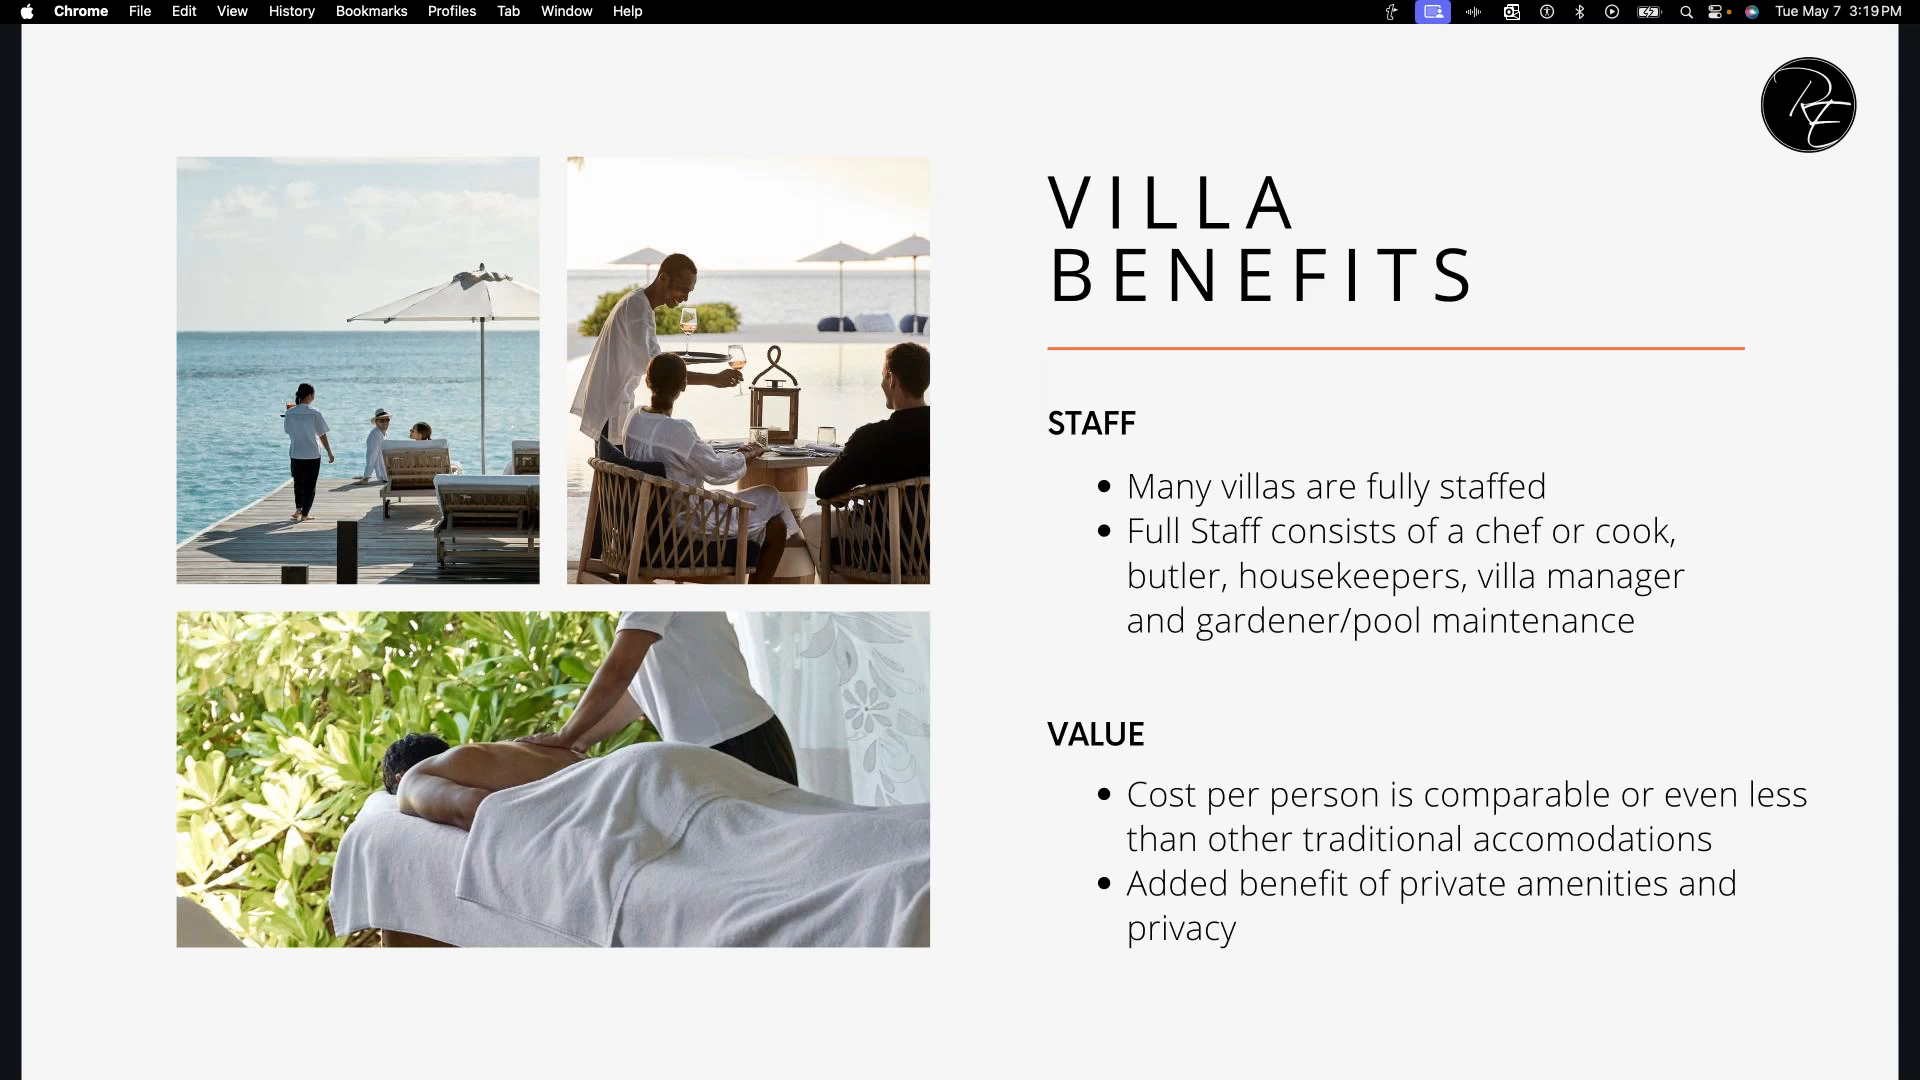 Chrome File Edit View History Bookmarks Profiles Tab Window Help Tue May 7 3:19 PM
RE
VILLA
BENEFITS
STAFF
• Many villas are fully staffed
• Full Staff consists of a chef or cook,
butler, housekeepers, villa manager
and gardener/pool maintenance
VALUE
• Cost per person is comparable or even less
than other traditional accomodations
• Added benefit of private amenities and
privacy